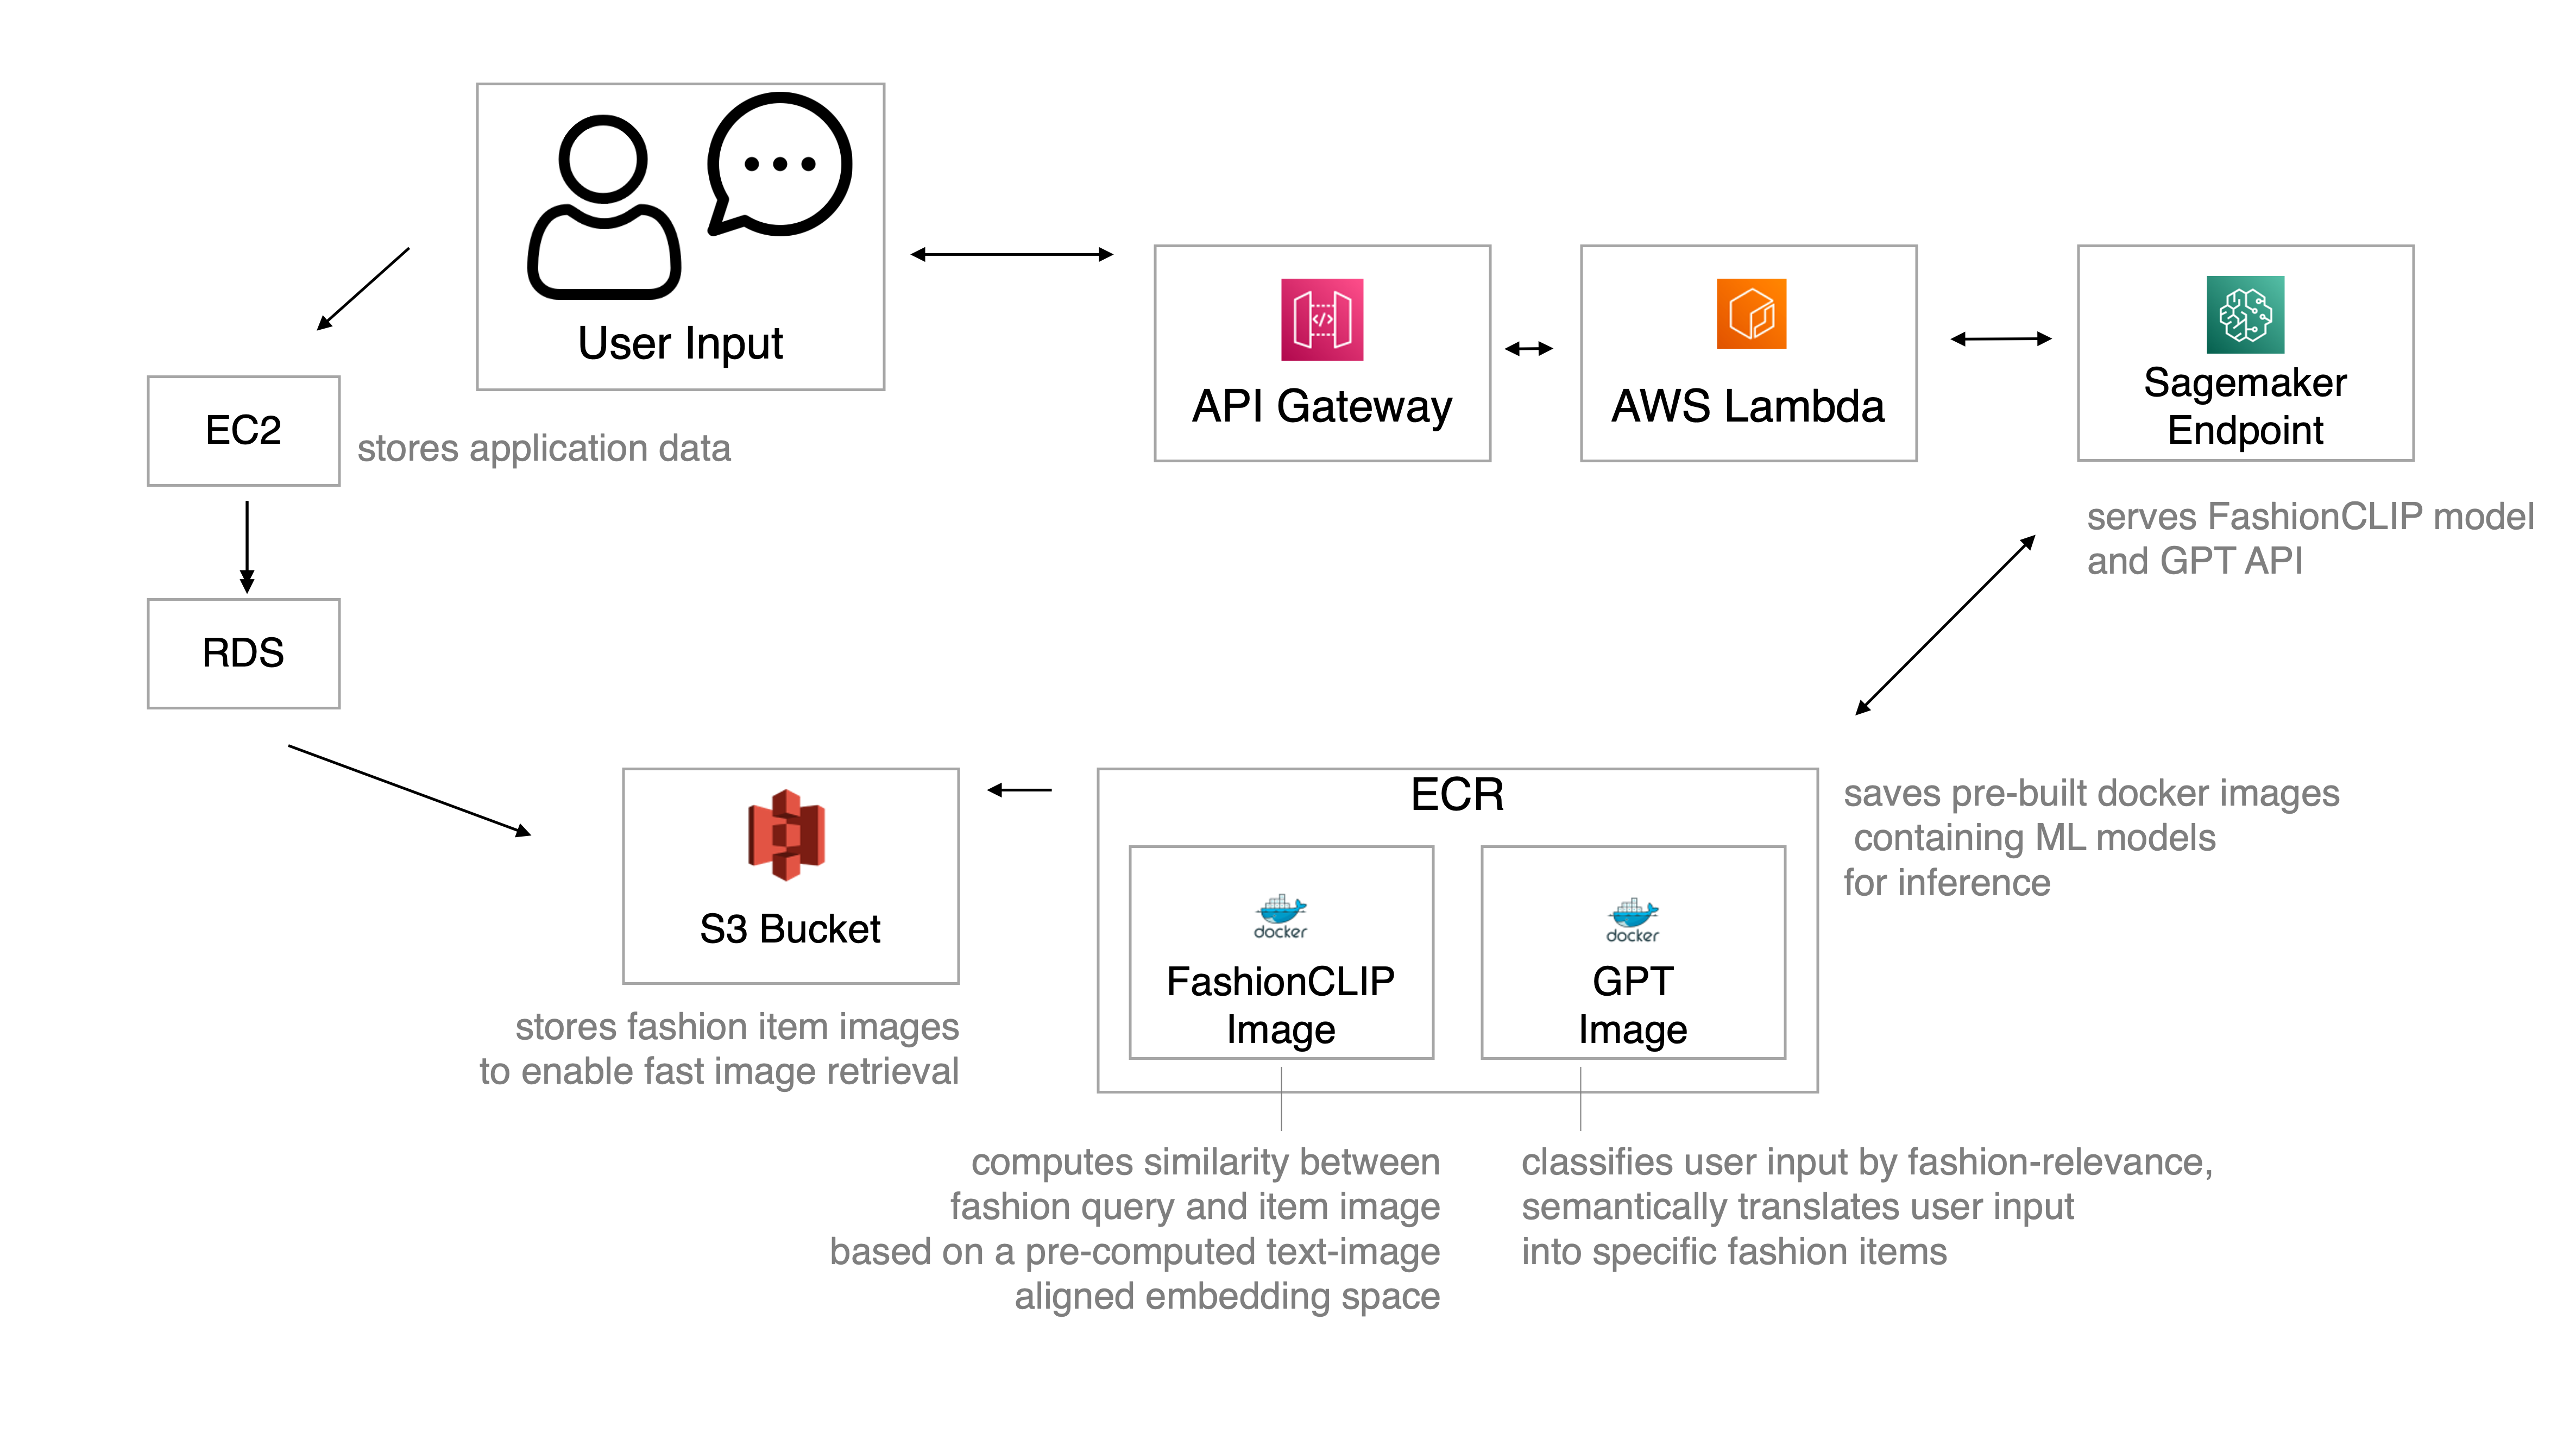 User Input
API Gateway
AWS Lambda
Sagemaker
Endpoint
EC2
stores application data
serves FashionCLIP model
and GPT API
RDS
S3 Bucket
stores fashion item images
to enable fast image retrieval
ECR
docker
FashionCLIP
Image
docker
GPT
Image
saves pre-built docker images
containing ML models
for inference
computes similarity between
fashion query and item image
based on a pre-computed text-image
aligned embedding space
classifies user input by fashion-relevance,
semantically translates user input
into specific fashion items